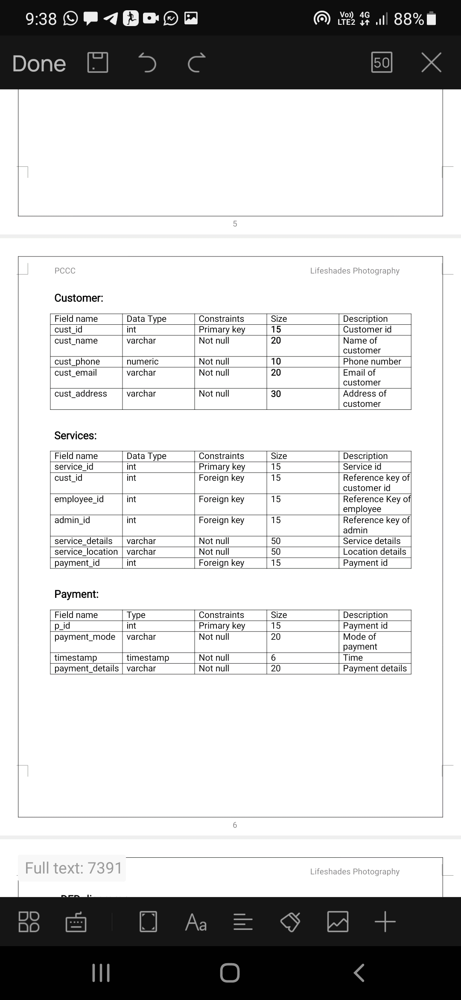 9:38 Vo)) LTE2 4G 88%
Done 50
5
PCCC Lifeshades Photography
Customer:
Field name Data Type Constraints Size Description
cust_id int Primary key 15 Customer id
cust_name varchar Not null 20 Name of
customer
cust_phone numeric Not null 10 Phone number
cust_email varchar Not null 20 Email of
customer
cust_address varchar Not null 30 Address of
customer
Services:
Field name Data Type Constraints Size Description
service_id int Primary key 15 Service id
cust_id int Foreign key 15 Reference key of
customer id
employee_id int Foreign key 15 Reference Key of
employee
admin_id int Foreign key 15 Reference key of
admin
service_details varchar Not null 50 Service details
service_location varchar Not null 50 Location details
payment_id int Foreign key 15 Payment id
Payment:
Field name Type Constraints Size Description
p_id int Primary key 15 Payment id
payment_mode varchar Not null 20 Mode of
payment
timestamp timestamp Not null 6 Time
payment_details varchar Not null 20 Payment details
6
Full text: 7391
Lifeshades Photography
Aa